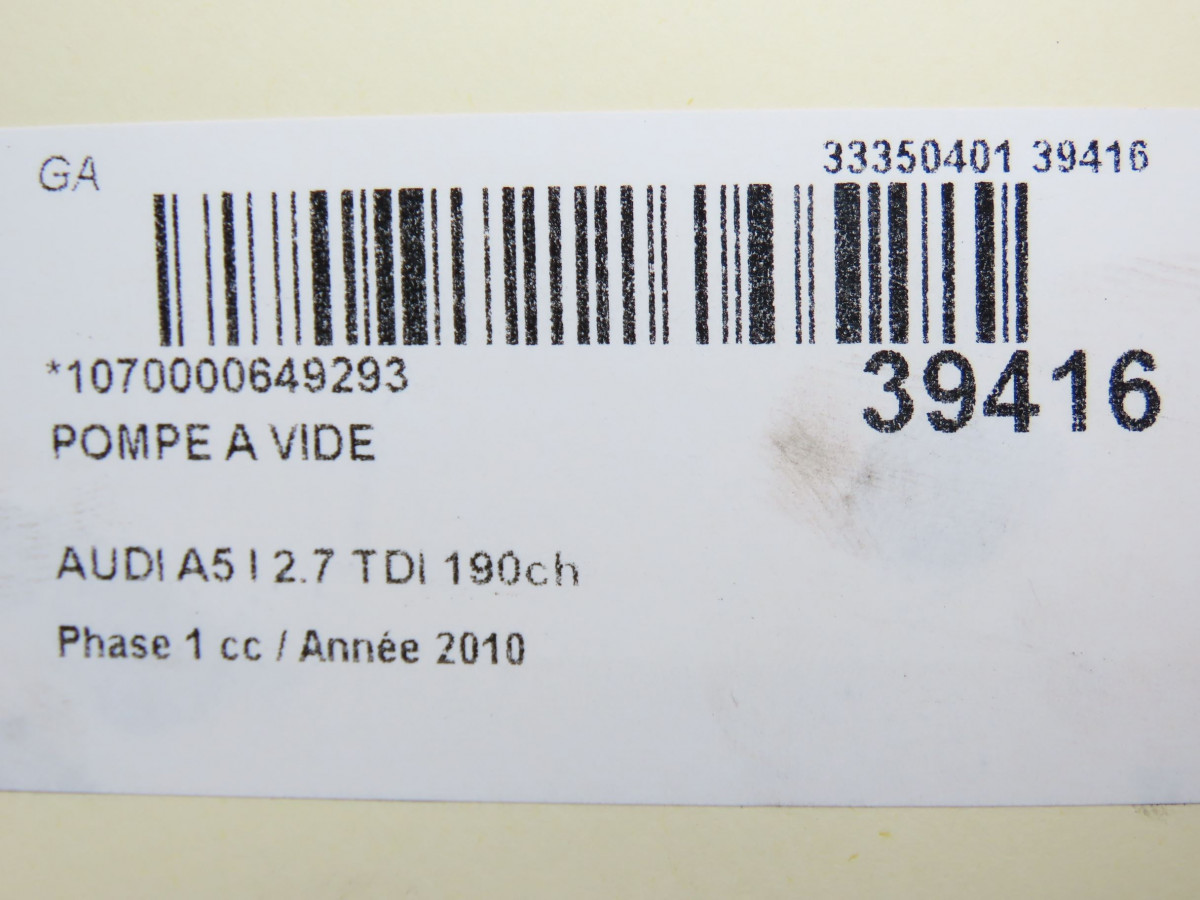 GA
33350401 39416
*1070000649293
39416
POMPE A VIDE
AUDI A5 I 2.7 TDI 190ch
Phase 1 cc / Année 2010